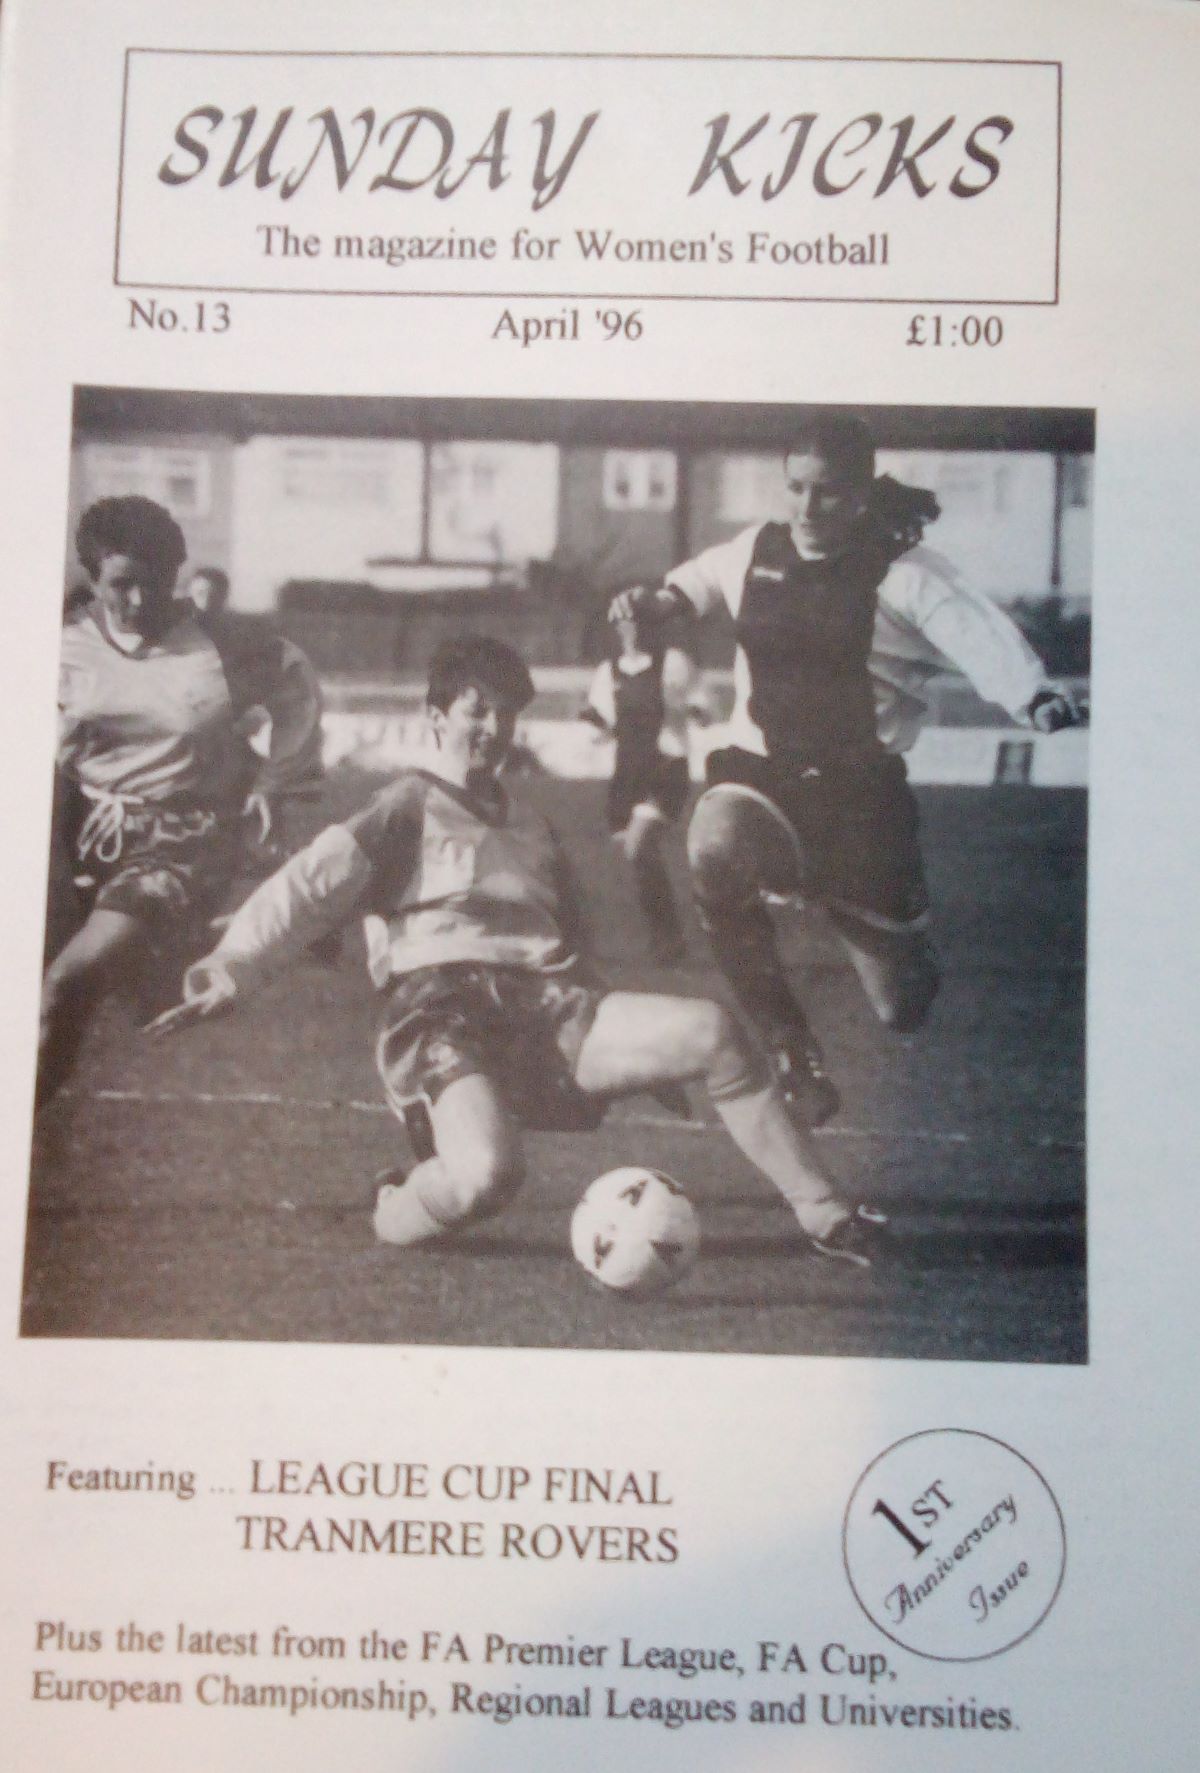 SUNDAY KICKS
The magazine for Women's Football
No.13 April '96 £1:00
Featuring ... LEAGUE CUP FINAL
TRANMERE ROVERS
1ST
Anniversary
Issue
Plus the latest from the FA Premier League, FA Cup,
European Championship, Regional Leagues and Universities.